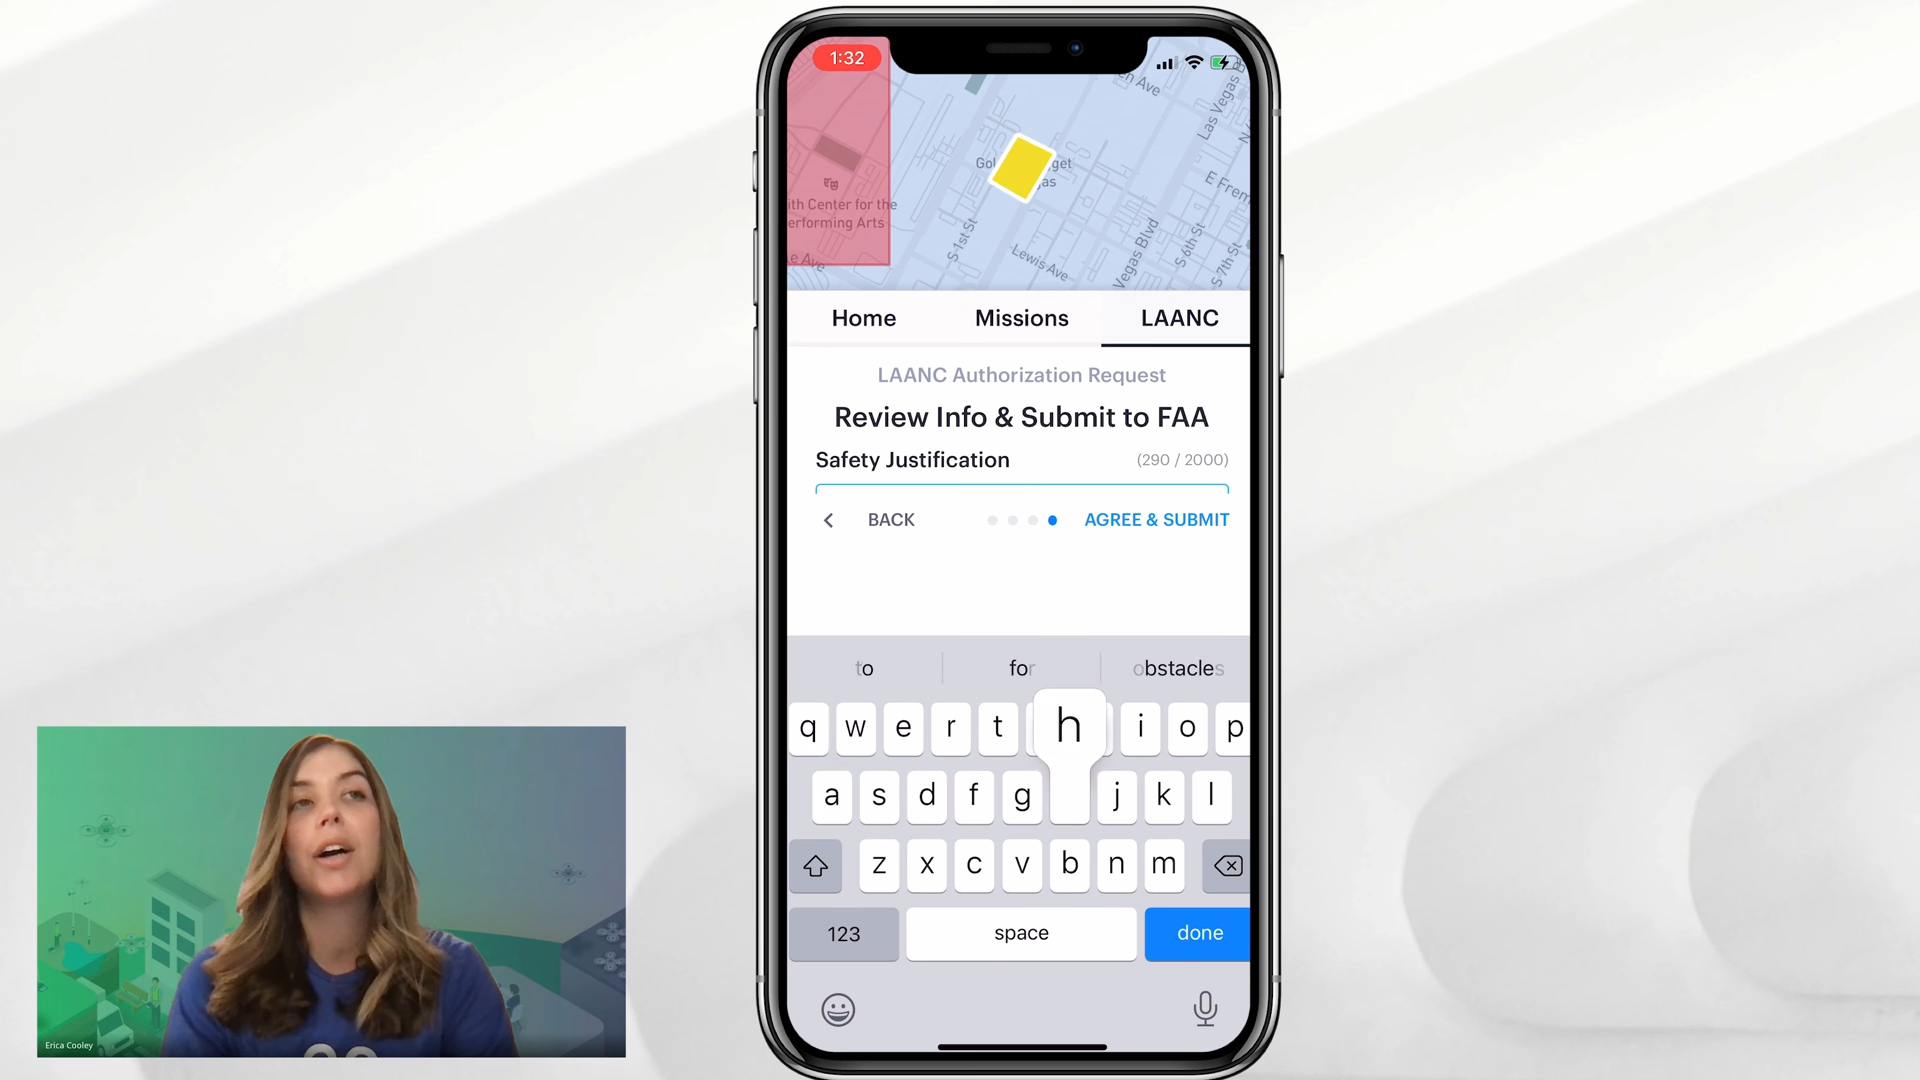 1:32
en Ave
Las Vegas B
N
Gol get
as
E Frem
ith Center for the
erforming Arts
e Ave
S 1st St
Lewis Ave
Vegas Blvd
S 6th St
S 7th St
Home Missions LAANC
LAANC Authorization Request
Review Info & Submit to FAA
Safety Justification (290 / 2000)
BACK AGREE & SUBMIT
to for obstacles
q w e r t h i o p
a s d f g j k l
z x c v b n m
123 space done
Erica Cooley